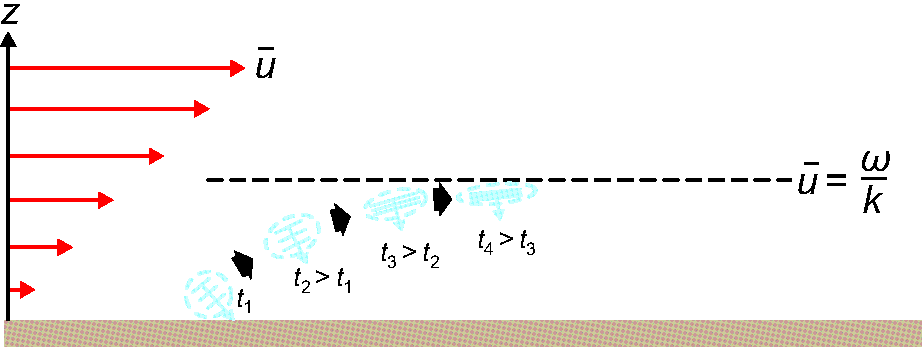 z
ū
ū = ω/k
t₃ > t₂
t₄ > t₃
t₂ > t₁
t₁